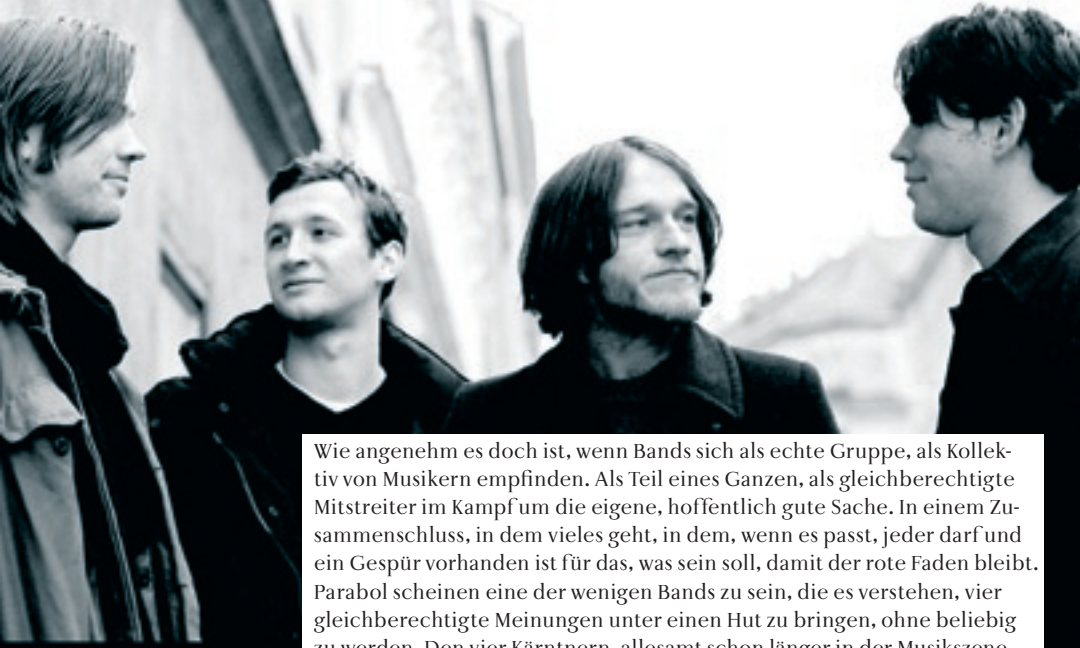 Wie angenehm es doch ist, wenn Bands sich als echte Gruppe, als Kollek-
tiv von Musikern empfinden. Als Teil eines Ganzen, als gleichberechtigte
Mitstreiter im Kampf um die eigene, hoffentlich gute Sache. In einem Zu-
sammenschluss, in dem vieles geht, in dem, wenn es passt, jeder darf und
ein Gespür vorhanden ist für das, was sein soll, damit der rote Faden bleibt.
Parabol scheinen eine der wenigen Bands zu sein, die es verstehen, vier
gleichberechtigte Meinungen unter einen Hut zu bringen, ohne beliebig
zu werden. Den vier Kärntnern, allesamt schon länger in der Musikszene